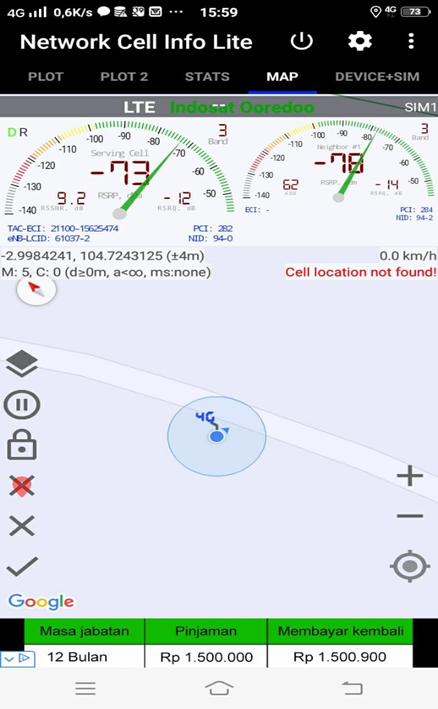 4G 0,6K/s 15:59 4G 73
Network Cell Info Lite
PLOT PLOT 2 STATS MAP DEVICE+SIM
LTE Indosat Ooredoo -- SIM1
D R
-140 -130 -120 -110 -100 -90 -80 -70 -60 -50
Serving Cell
3
Band
-73
RSRP, dBm
9.2
RSSNR, dB
-12
RSRQ, dB
TAC-ECI: 21100-15625474 PCI: 282
eNB-LCID: 61037-2 NID: 94-0
-140 -130 -120 -110 -100 -90 -80 -70 -60 -50
Neighbor #1
3
Band
-78
RSRP, dBm
62
ASU
-14
RSRQ, dB
ECI: - PCI: 284
NID: 94-2
-2.9984241, 104.7243125 (±4m) 0.0 km/h
M: 5, C: 0 (d≥0m, a<∞, ms:none) Cell location not found!
4G
+
−
Google
Masa jabatan Pinjaman Membayar kembali
12 Bulan Rp 1.500.000 Rp 1.500.900